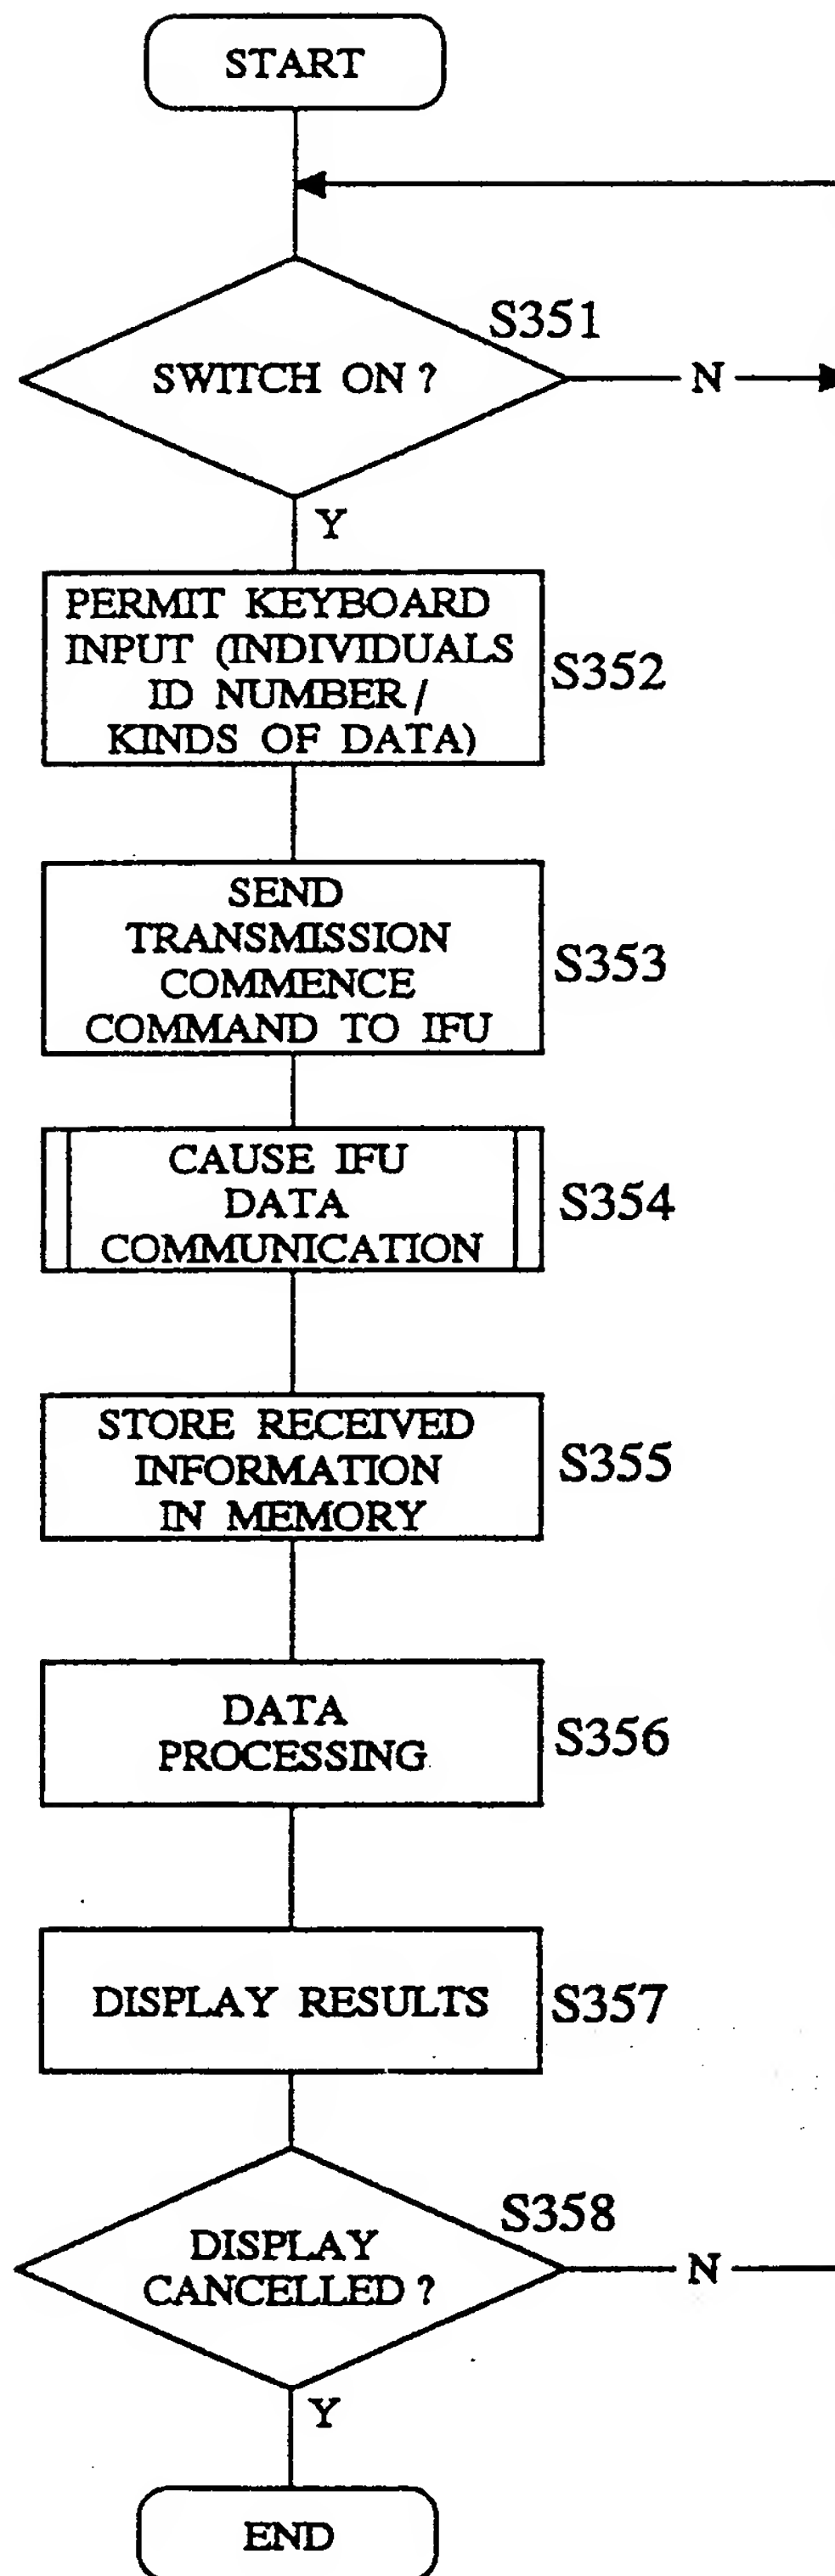 START
S351
SWITCH ON ?
N
Y
PERMIT KEYBOARD
INPUT (INDIVIDUALS
ID NUMBER /
KINDS OF DATA)
S352
SEND
TRANSMISSION
COMMENCE
COMMAND TO IFU
S353
CAUSE IFU
DATA
COMMUNICATION
S354
STORE RECEIVED
INFORMATION
IN MEMORY
S355
DATA
PROCESSING
S356
DISPLAY RESULTS
S357
S358
DISPLAY
CANCELLED ?
N
Y
END